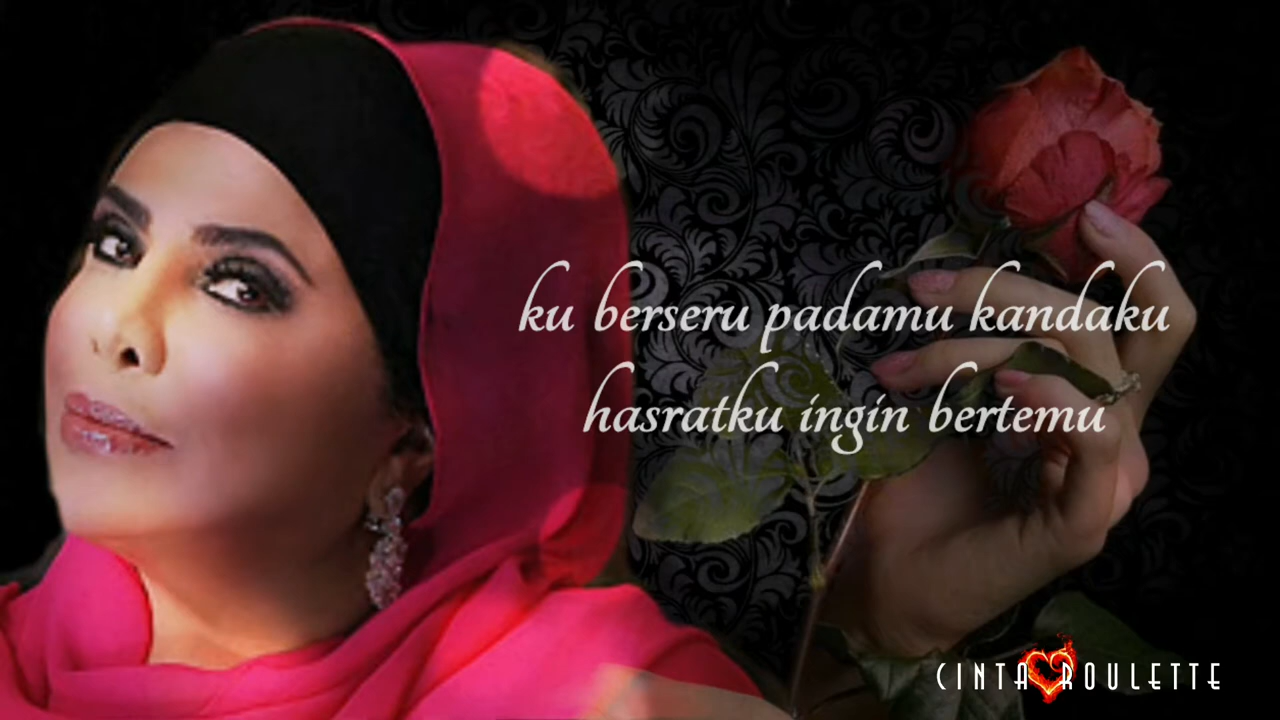 ku berseru padamu kandaku
hasratku ingin bertemu
CINTA ROULETTE